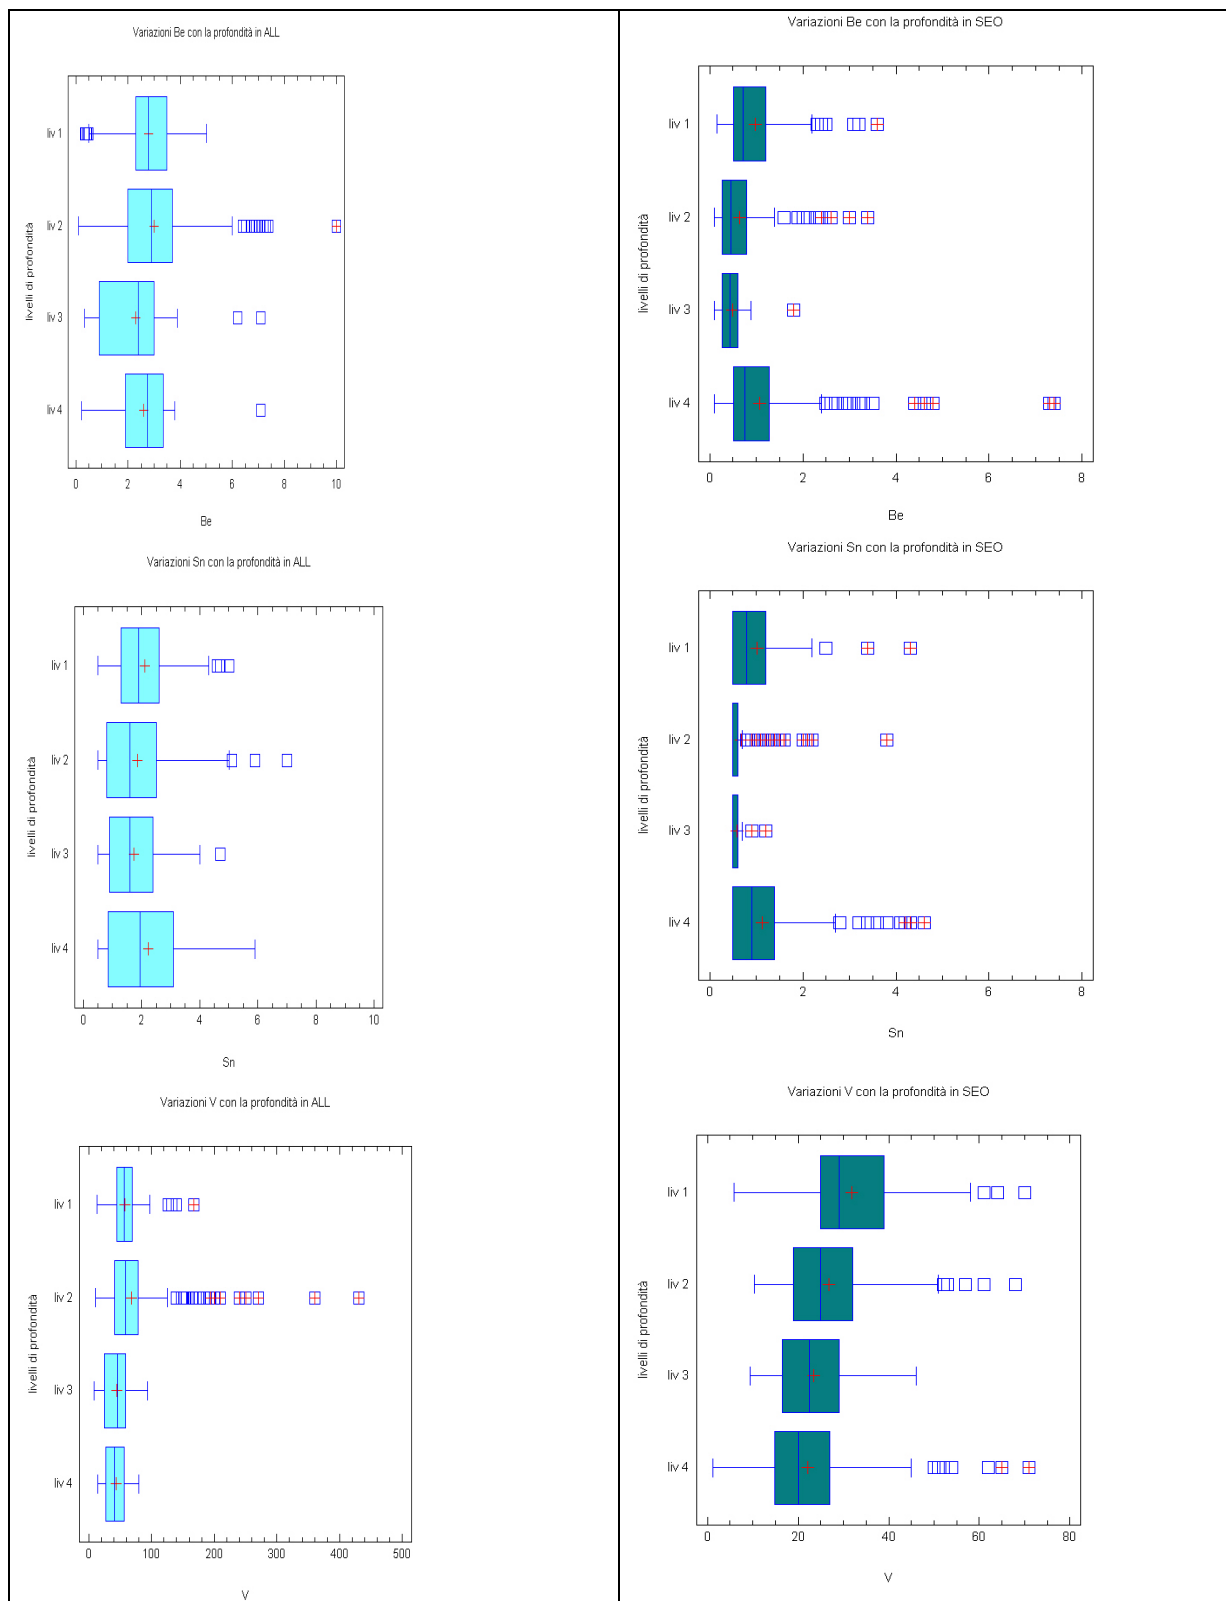 Variazioni Be con la profondità in ALL
livelli di profondità
liv 1
liv 2
liv 3
liv 4
0 2 4 6 8 10
Be
Variazioni Be con la profondità in SEO
livelli di profondità
liv 1
liv 2
liv 3
liv 4
0 2 4 6 8
Be
Variazioni Sn con la profondità in ALL
livelli di profondità
liv 1
liv 2
liv 3
liv 4
0 2 4 6 8 10
Sn
Variazioni Sn con la profondità in SEO
livelli di profondità
liv 1
liv 2
liv 3
liv 4
0 2 4 6 8
Sn
Variazioni V con la profondità in ALL
livelli di profondità
liv 1
liv 2
liv 3
liv 4
0 100 200 300 400 500
V
Variazioni V con la profondità in SEO
livelli di profondità
liv 1
liv 2
liv 3
liv 4
0 20 40 60 80
V